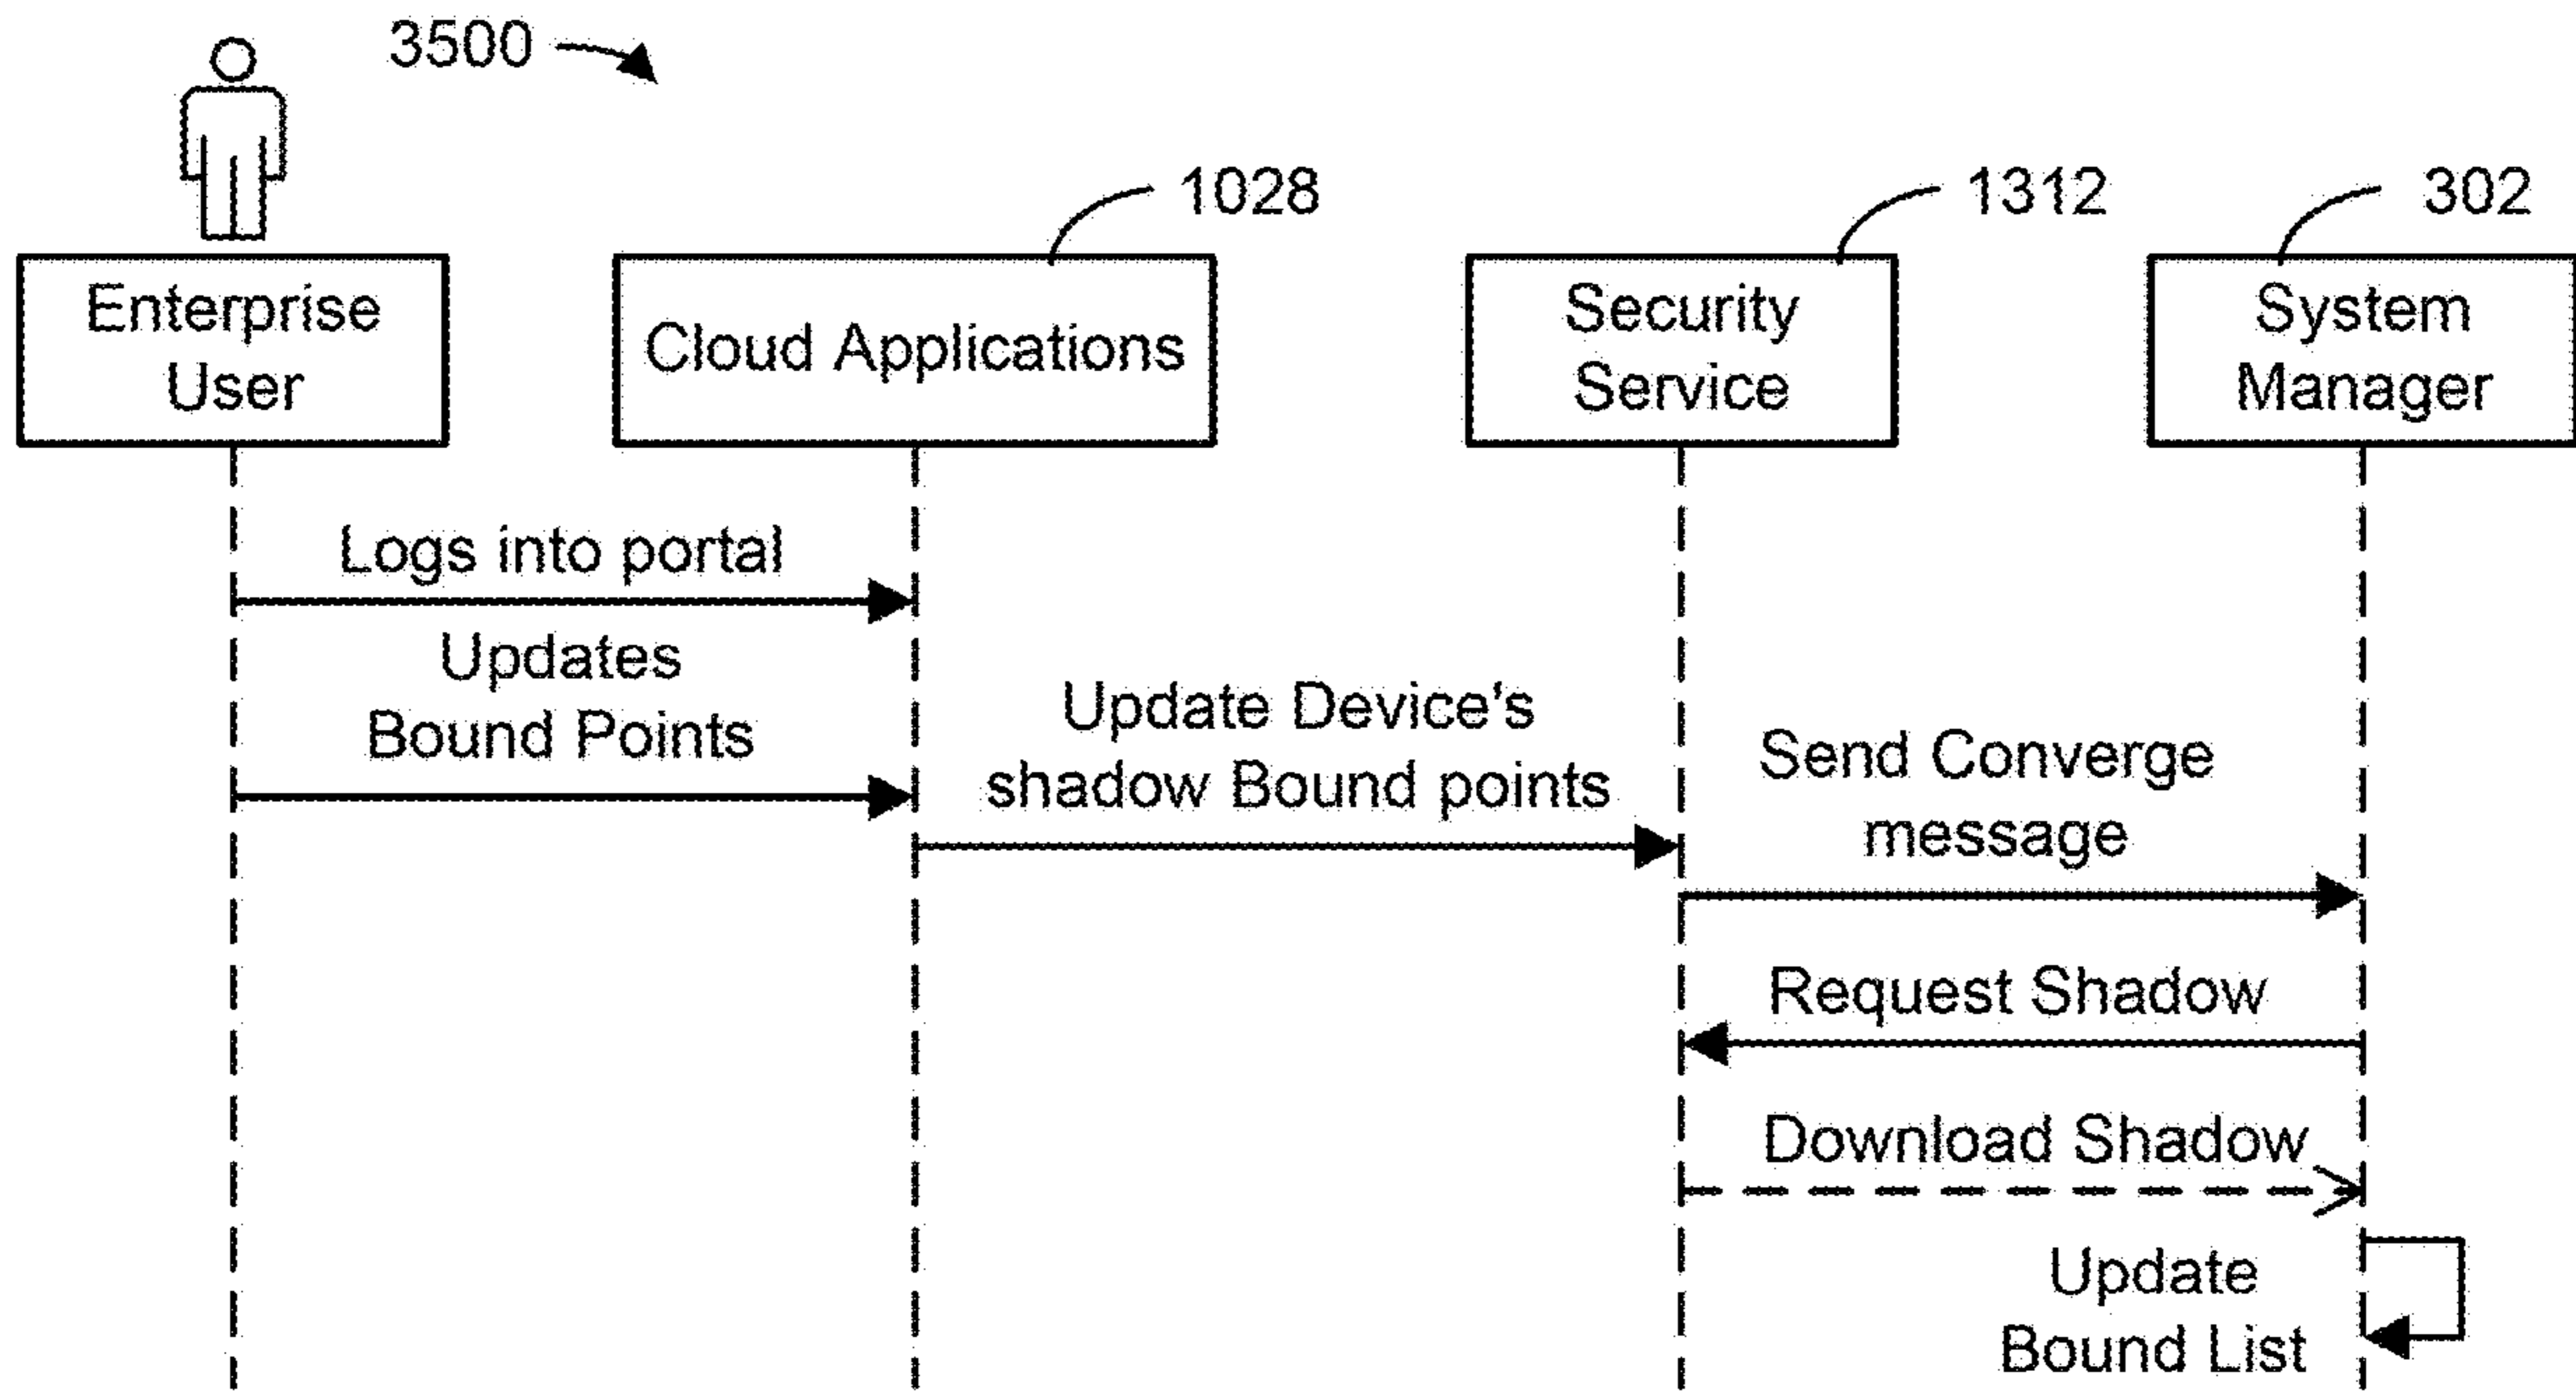 3500
1028
1312
302
Enterprise
User
Cloud Applications
Security
Service
System
Manager
Logs into portal
Updates
Bound Points
Update Device's
shadow Bound points
Send Converge
message
Request Shadow
Download Shadow
Update
Bound List